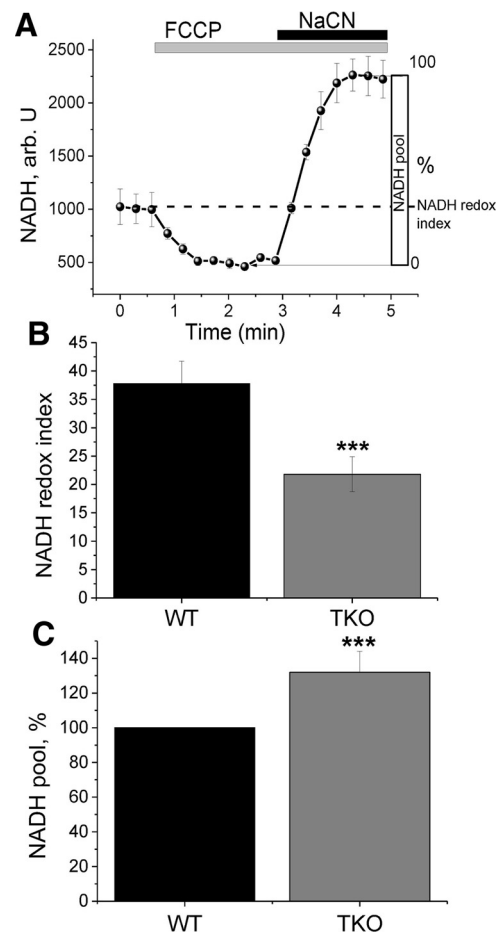 A
FCCP
NaCN
2500
2000
1500
1000
500
NADH, arb. U
100
NADH pool
%
NADH redox
index
0
0 1 2 3 4 5
Time (min)
B
45
40
35
30
25
20
15
10
5
0
NADH redox index
***
WT TKO
C
140
120
100
80
60
40
20
0
NADH pool, %
***
WT TKO